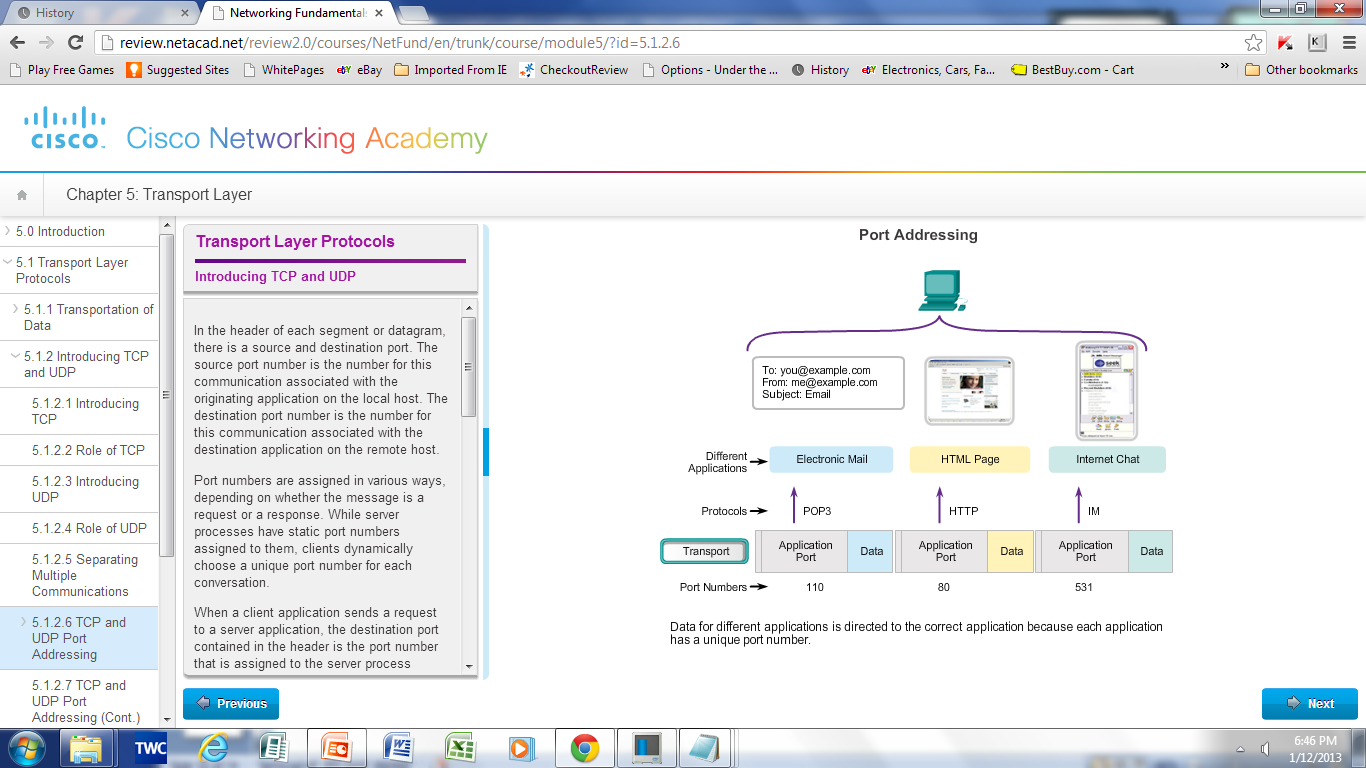 History
Networking Fundamental
review.netacad.net/review2.0/courses/NetFund/en/trunk/course/module5/?id=5.1.2.6
Play Free Games
Suggested Sites
WhitePages
eBay
Imported From IE
CheckoutReview
Options - Under the ...
History
Electronics, Cars, Fa...
BestBuy.com - Cart
»
Other bookmarks
CISCO
Cisco Networking Academy
Chapter 5: Transport Layer
5.0 Introduction
5.1 Transport Layer
Protocols
5.1.1 Transportation of
Data
5.1.2 Introducing TCP
and UDP
5.1.2.1 Introducing
TCP
5.1.2.2 Role of TCP
5.1.2.3 Introducing
UDP
5.1.2.4 Role of UDP
5.1.2.5 Separating
Multiple
Communications
5.1.2.6 TCP and
UDP Port
Addressing
5.1.2.7 TCP and
UDP Port
Addressing (Cont.)
Transport Layer Protocols
Introducing TCP and UDP
In the header of each segment or datagram,
there is a source and destination port. The
source port number is the number for this
communication associated with the
originating application on the local host. The
destination port number is the number for
this communication associated with the
destination application on the remote host.
Port numbers are assigned in various ways,
depending on whether the message is a
request or a response. While server
processes have static port numbers
assigned to them, clients dynamically
choose a unique port number for each
conversation.
When a client application sends a request
to a server application, the destination port
contained in the header is the port number
that is assigned to the server process
Previous
Port Addressing
To: you@example.com
From: me@example.com
Subject: Email
seek
Different
Applications
Electronic Mail
HTML Page
Internet Chat
Protocols
POP3
HTTP
IM
Transport
Application
Port
Data
Application
Port
Data
Application
Port
Data
Port Numbers
110
80
531
Data for different applications is directed to the correct application because each application
has a unique port number.
Next
TWC
6:46 PM
1/12/2013